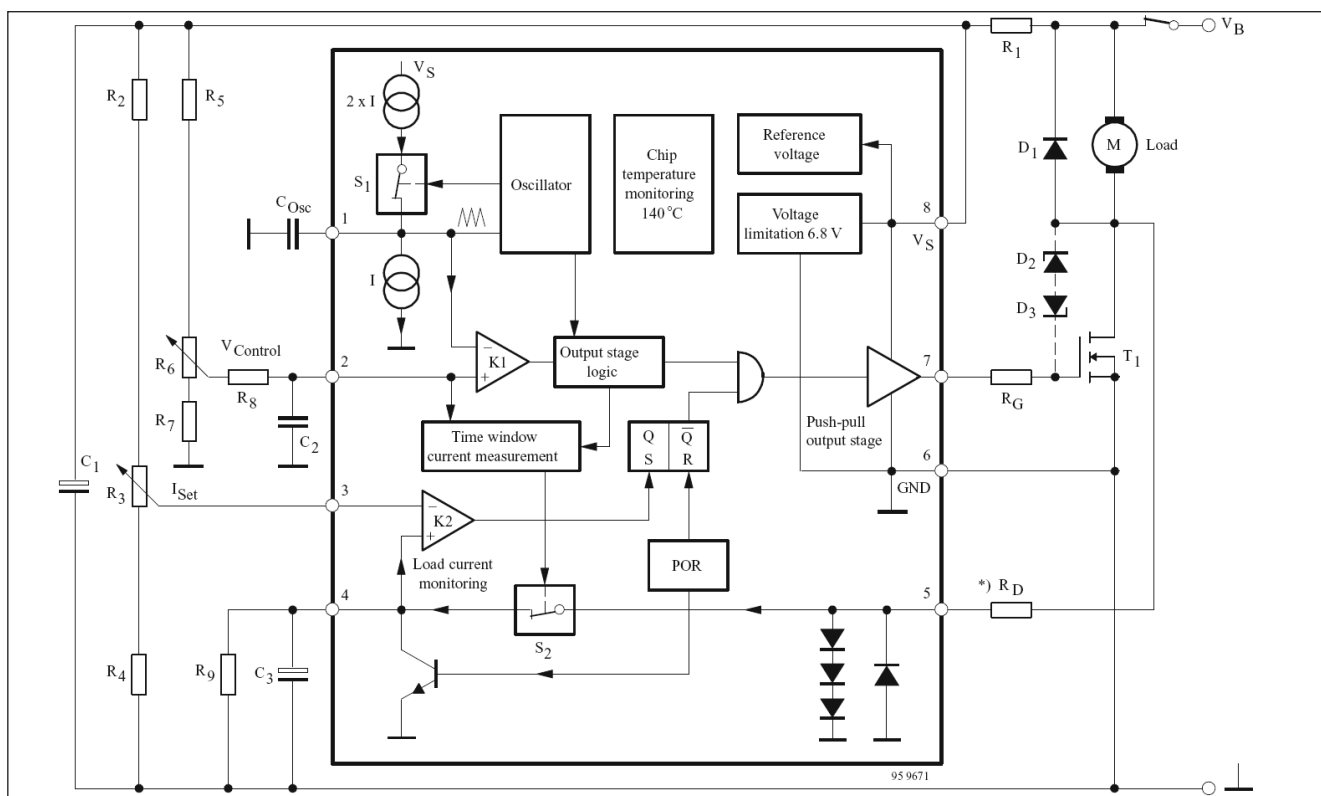 V_B
R_1
V_S
2 x I
R_2
R_5
Reference
voltage
D_1
M
Load
Chip
temperature
monitoring
140 °C
S_1
Oscillator
C_Osc
1
Voltage
limitation 6.8 V
8
V_S
D_2
I
D_3
V_Control
R_6
2
K1
Output stage
logic
7
T_1
R_8
R_G
R_7
C_2
Time window
current measurement
Q
Q̅
S
R
Push-pull
output stage
6
GND
C_1
R_3
I_Set
3
K2
Load current
monitoring
POR
4
5
*) R_D
S_2
R_4
R_9
C_3
95 9671